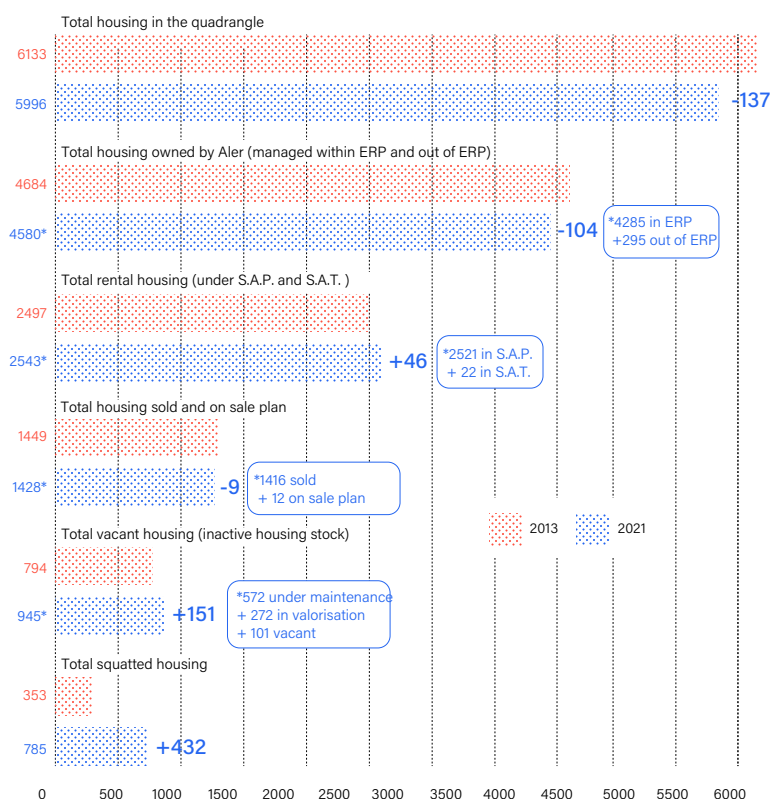 Total housing in the quadrangle
6133
5996
-137
Total housing owned by Aler (managed within ERP and out of ERP)
4684
4580*
-104
*4285 in ERP
+295 out of ERP
Total rental housing (under S.A.P. and S.A.T. )
2497
2543*
+46
*2521 in S.A.P.
+ 22 in S.A.T.
Total housing sold and on sale plan
1449
1428*
-9
*1416 sold
+ 12 on sale plan
2013
2021
Total vacant housing (inactive housing stock)
794
945*
+151
*572 under maintenance
+ 272 in valorisation
+ 101 vacant
Total squatted housing
353
785
+432
0 500 1000 1500 2000 2500 3000 3500 4000 4500 5000 5500 6000